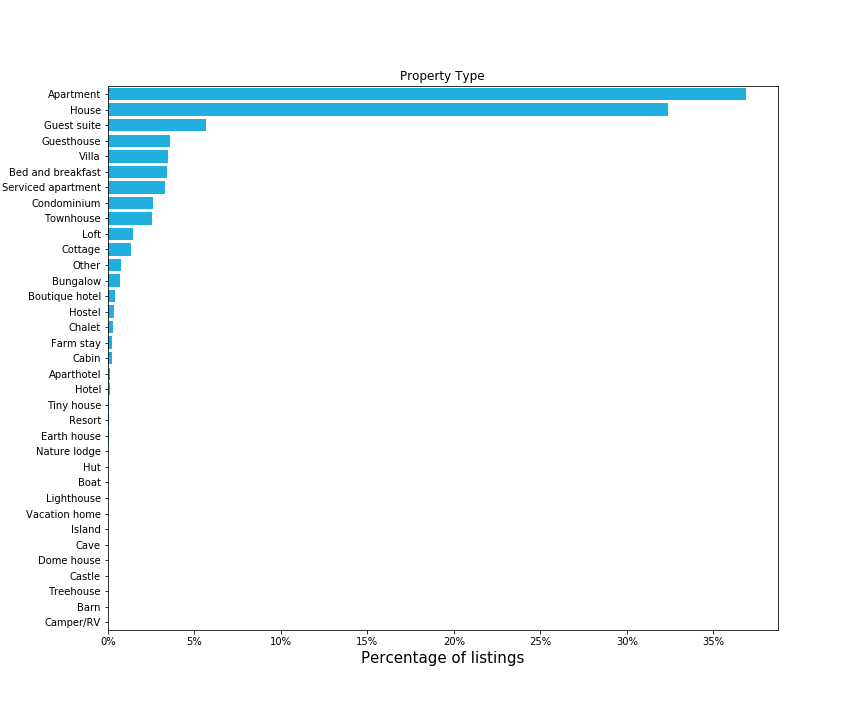 Property Type
Apartment
House
Guest suite
Guesthouse
Villa
Bed and breakfast
Serviced apartment
Condominium
Townhouse
Loft
Cottage
Other
Bungalow
Boutique hotel
Hostel
Chalet
Farm stay
Cabin
Aparthotel
Hotel
Tiny house
Resort
Earth house
Nature lodge
Hut
Boat
Lighthouse
Vacation home
Island
Cave
Dome house
Castle
Treehouse
Barn
Camper/RV
0% 5% 10% 15% 20% 25% 30% 35%
Percentage of listings